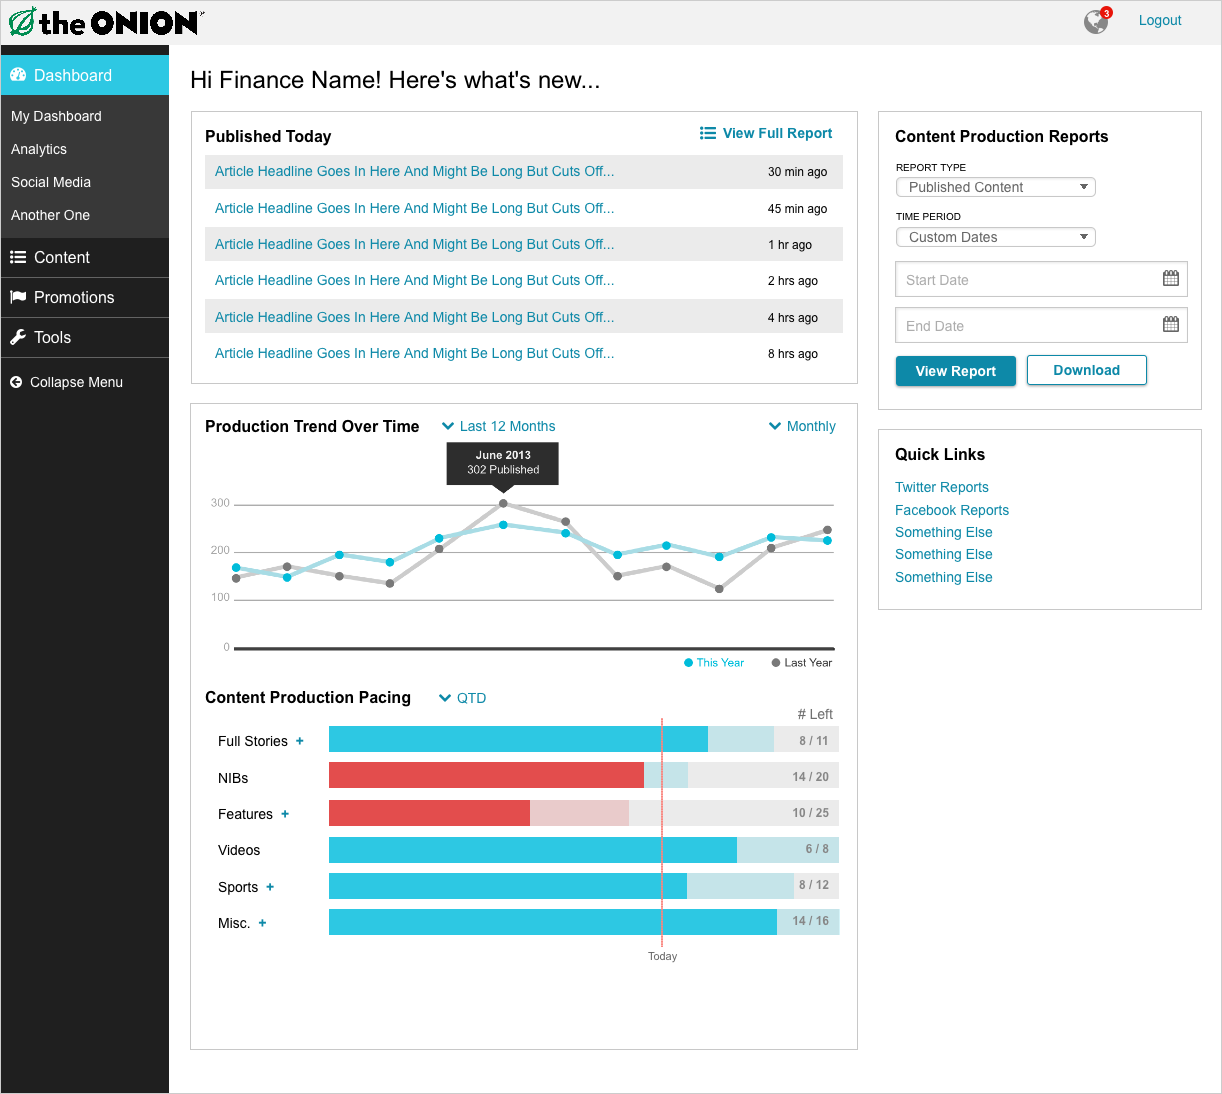 the ONION
3
Logout
Dashboard
My Dashboard
Analytics
Social Media
Another One
Content
Promotions
Tools
Collapse Menu
Hi Finance Name! Here's what's new...
Published Today
View Full Report
Article Headline Goes In Here And Might Be Long But Cuts Off... 30 min ago
Article Headline Goes In Here And Might Be Long But Cuts Off... 45 min ago
Article Headline Goes In Here And Might Be Long But Cuts Off... 1 hr ago
Article Headline Goes In Here And Might Be Long But Cuts Off... 2 hrs ago
Article Headline Goes In Here And Might Be Long But Cuts Off... 4 hrs ago
Article Headline Goes In Here And Might Be Long But Cuts Off... 8 hrs ago
Production Trend Over Time
Last 12 Months
Monthly
June 2013
302 Published
300
200
100
0
This Year
Last Year
Content Production Pacing
QTD
# Left
Full Stories + 8 / 11
NIBs 14 / 20
Features + 10 / 25
Videos 6 / 8
Sports + 8 / 12
Misc. + 14 / 16
Today
Content Production Reports
REPORT TYPE
Published Content
TIME PERIOD
Custom Dates
Start Date
End Date
View Report
Download
Quick Links
Twitter Reports
Facebook Reports
Something Else
Something Else
Something Else